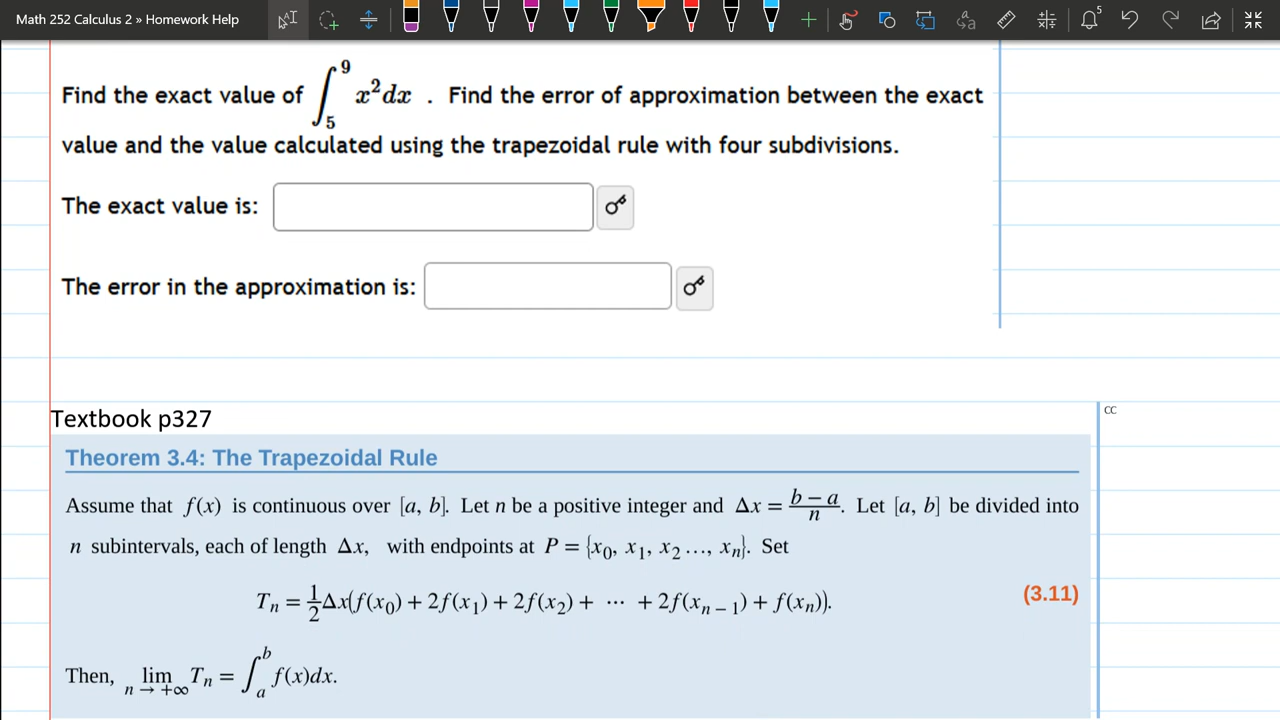 Math 252 Calculus 2 » Homework Help
5
Find the exact value of ∫₅⁹ x²dx . Find the error of approximation between the exact
value and the value calculated using the trapezoidal rule with four subdivisions.
The exact value is:
The error in the approximation is:
Textbook p327
cc
Theorem 3.4: The Trapezoidal Rule
Assume that f(x) is continuous over [a, b]. Let n be a positive integer and Δx = (b − a)/n. Let [a, b] be divided into
n subintervals, each of length Δx, with endpoints at P = {x₀, x₁, x₂ …, xₙ}. Set
Tₙ = ½Δx(f(x₀) + 2f(x₁) + 2f(x₂) + ⋯ + 2f(xₙ₋₁) + f(xₙ)). (3.11)
Then, lim n → +∞ Tₙ = ∫ₐᵇ f(x)dx.